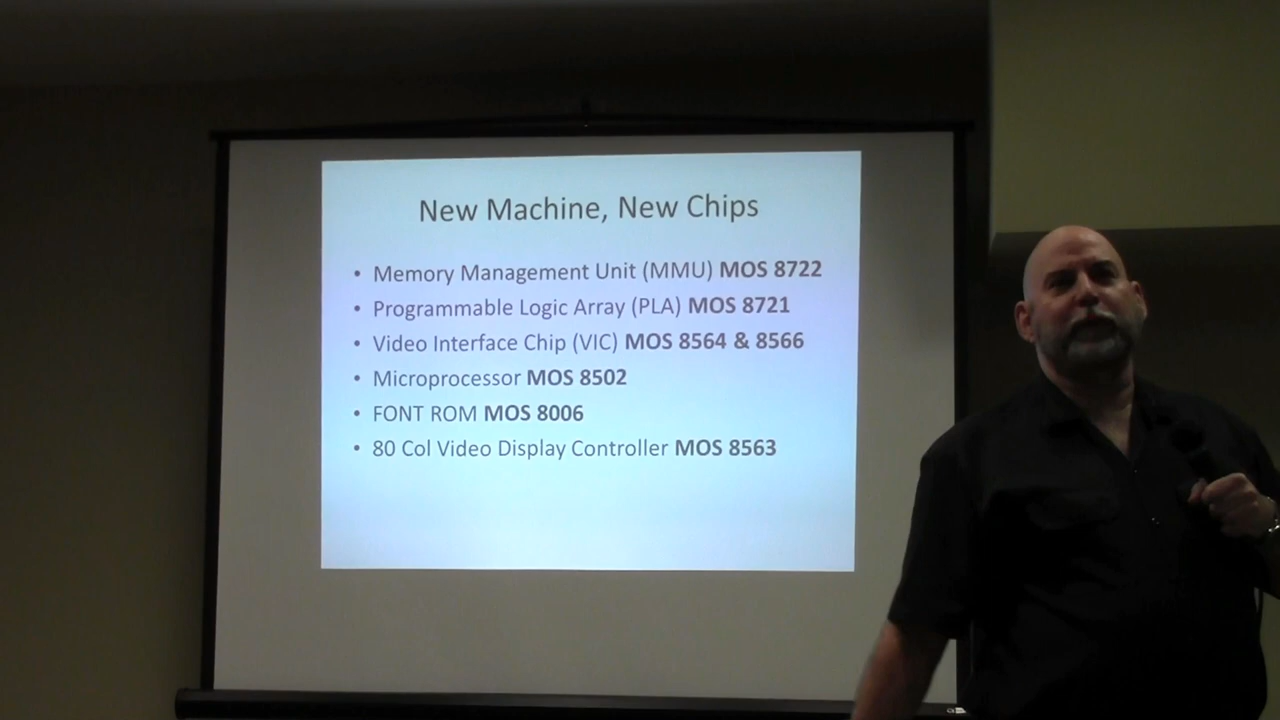 New Machine, New Chips
• Memory Management Unit (MMU) MOS 8722
• Programmable Logic Array (PLA) MOS 8721
• Video Interface Chip (VIC) MOS 8564 & 8566
• Microprocessor MOS 8502
• FONT ROM MOS 8006
• 80 Col Video Display Controller MOS 8563